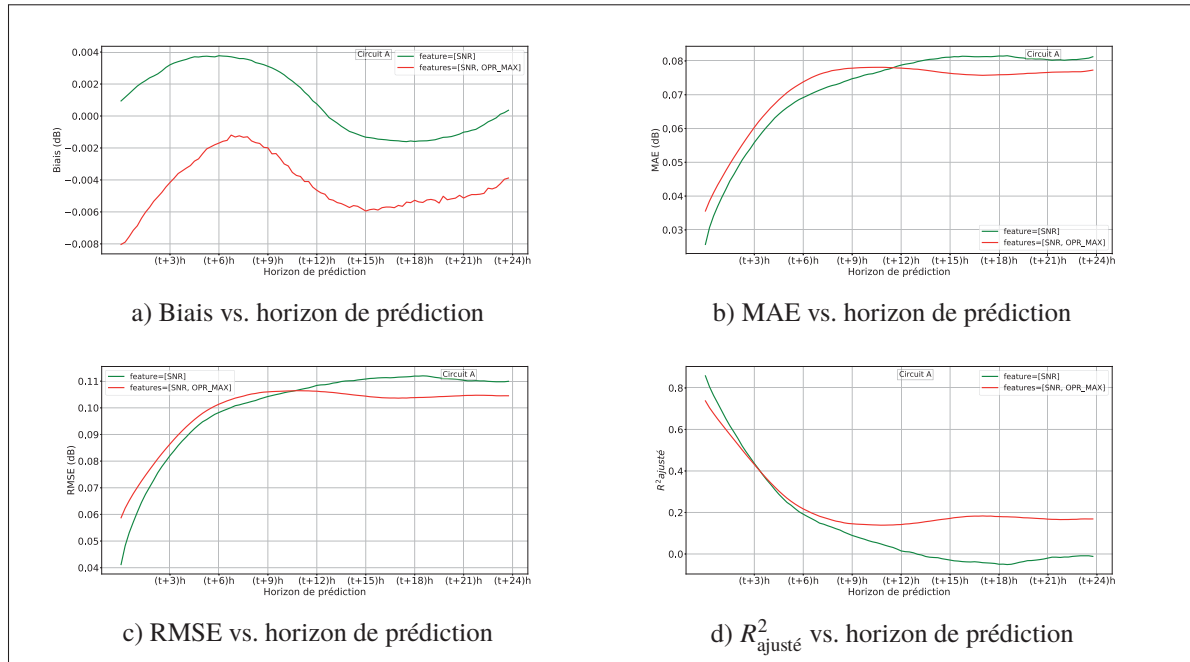 0.004
0.002
0.000
−0.002
−0.004
−0.006
−0.008
Biais (dB)
Circuit A
feature=[SNR]
features=[SNR, OPR_MAX]
(t+3)h (t+6)h (t+9)h (t+12)h (t+15)h (t+18)h (t+21)h (t+24)h
Horizon de prédiction
a) Biais vs. horizon de prédiction
0.08
0.07
0.06
0.05
0.04
0.03
MAE (dB)
Circuit A
feature=[SNR]
features=[SNR, OPR_MAX]
(t+3)h (t+6)h (t+9)h (t+12)h (t+15)h (t+18)h (t+21)h (t+24)h
Horizon de prédiction
b) MAE vs. horizon de prédiction
0.11
0.10
0.09
0.08
0.07
0.06
0.05
0.04
RMSE (dB)
feature=[SNR]
features=[SNR, OPR_MAX]
Circuit A
(t+3)h (t+6)h (t+9)h (t+12)h (t+15)h (t+18)h (t+21)h (t+24)h
Horizon de prédiction
c) RMSE vs. horizon de prédiction
0.8
0.6
0.4
0.2
0.0
R²ajusté
Circuit A
feature=[SNR]
features=[SNR, OPR_MAX]
(t+3)h (t+6)h (t+9)h (t+12)h (t+15)h (t+18)h (t+21)h (t+24)h
Horizon de prédiction
d) R²ajusté vs. horizon de prédiction